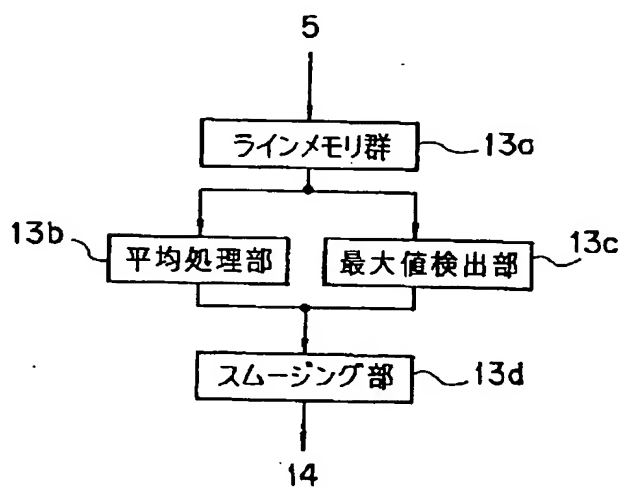 5
ラインメモリ群
13a
13b
平均処理部
最大値検出部
13c
スムージング部
13d
14